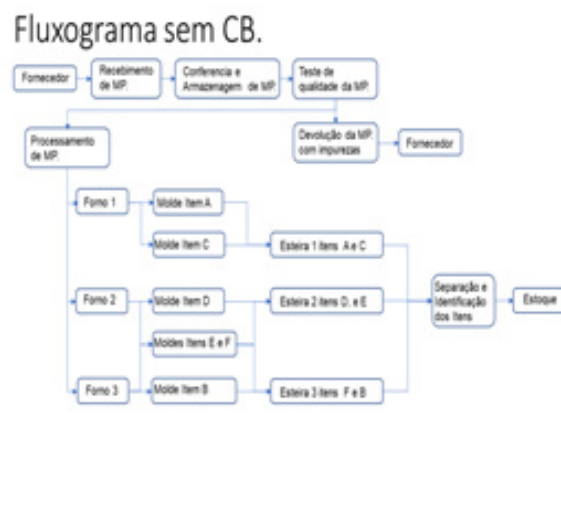 Fluxograma sem CB.
Fornecedor
Recebimento
de MP.
Conferencia e
Armazenagem de MP.
Teste de
qualidade da MP.
Processamento
de MP.
Devolução da MP.
com impurezas
Fornecedor
Forno 1
Molde Item A
Molde Item C
Esteira 1 itens A e C
Forno 2
Molde Item D
Esteira 2 itens D. e E
Moldes Itens E e F
Separação e
Identificação
dos Itens
Estoque
Forno 3
Molde Item B
Esteira 3 itens F e B